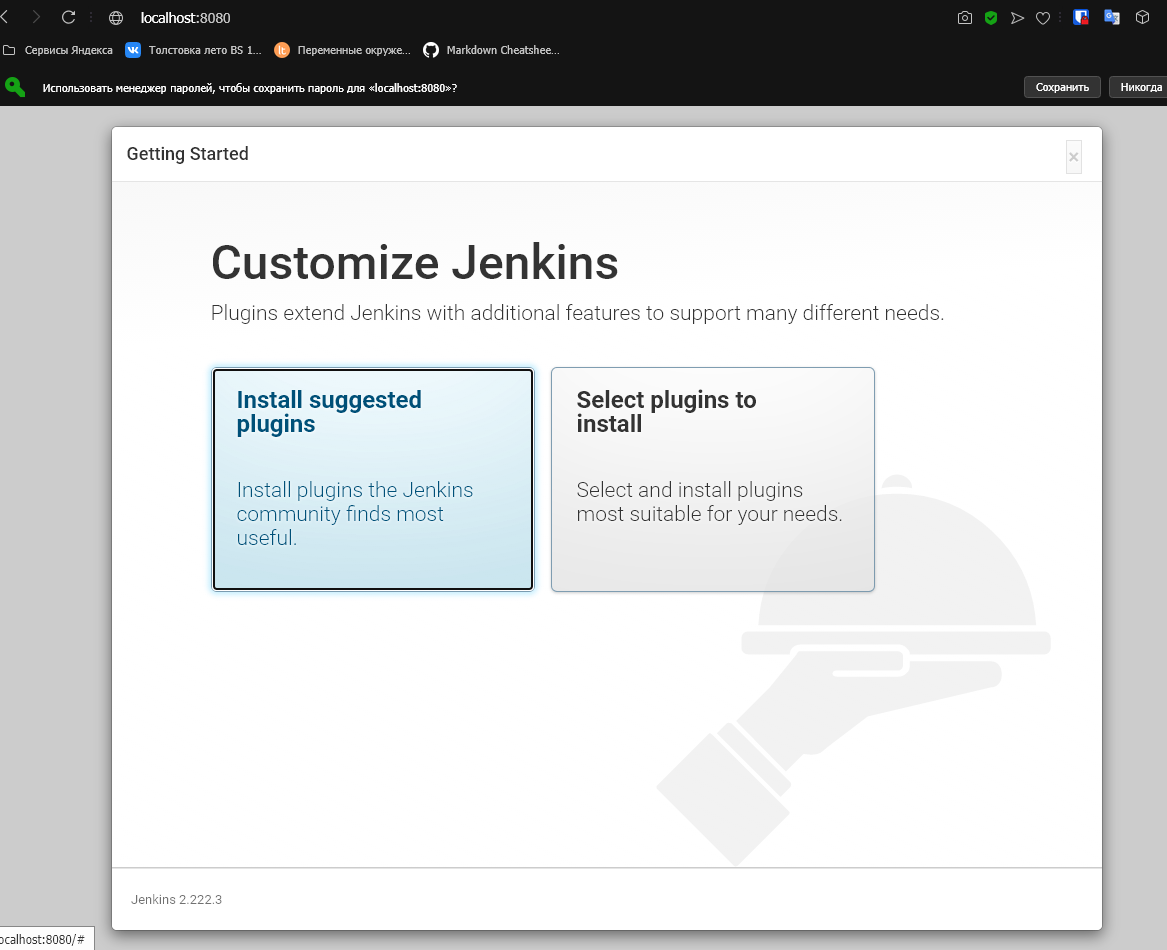 localhost:8080
Сервисы Яндекса
Толстовка лето BS 1...
Переменные окруже...
Markdown Cheatshee...
Использовать менеджер паролей, чтобы сохранить пароль для «localhost:8080»?
Сохранить
Никогда
Getting Started
×
Customize Jenkins
Plugins extend Jenkins with additional features to support many different needs.
Install suggested
plugins
Install plugins the Jenkins
community finds most
useful.
Select plugins to
install
Select and install plugins
most suitable for your needs.
Jenkins 2.222.3
ocalhost:8080/#